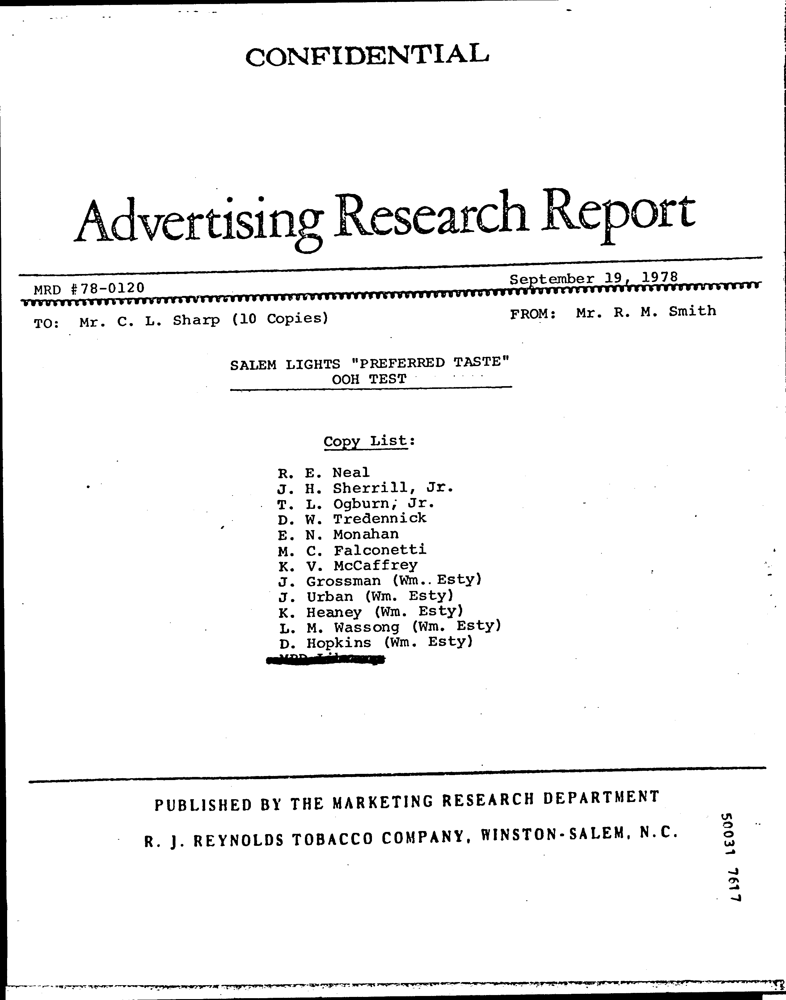 CONFIDENTIAL
Advertising Research Report
MRD #78-0120
September 19, 1978
TO: Mr. C. L. Sharp (10 Copies)
FROM: Mr. R. M. Smith
SALEM LIGHTS "PREFERRED TASTE"
OOH TEST
Copy List:
R. E. Neal
J. H. Sherrill, Jr.
T. L. Ogburn, Jr.
D. W. Tredennick
E. N. Monahan
M. C. Falconetti
K. V. McCaffrey
J. Grossman (Wm. Esty)
J. Urban (Wm. Esty)
K. Heaney (Wm. Esty)
L. M. Wassong (Wm. Esty)
D. Hopkins (Wm. Esty)
PUBLISHED BY THE MARKETING RESEARCH DEPARTMENT
R. J. REYNOLDS TOBACCO COMPANY, WINSTON-SALEM, N.C.
50031 7617